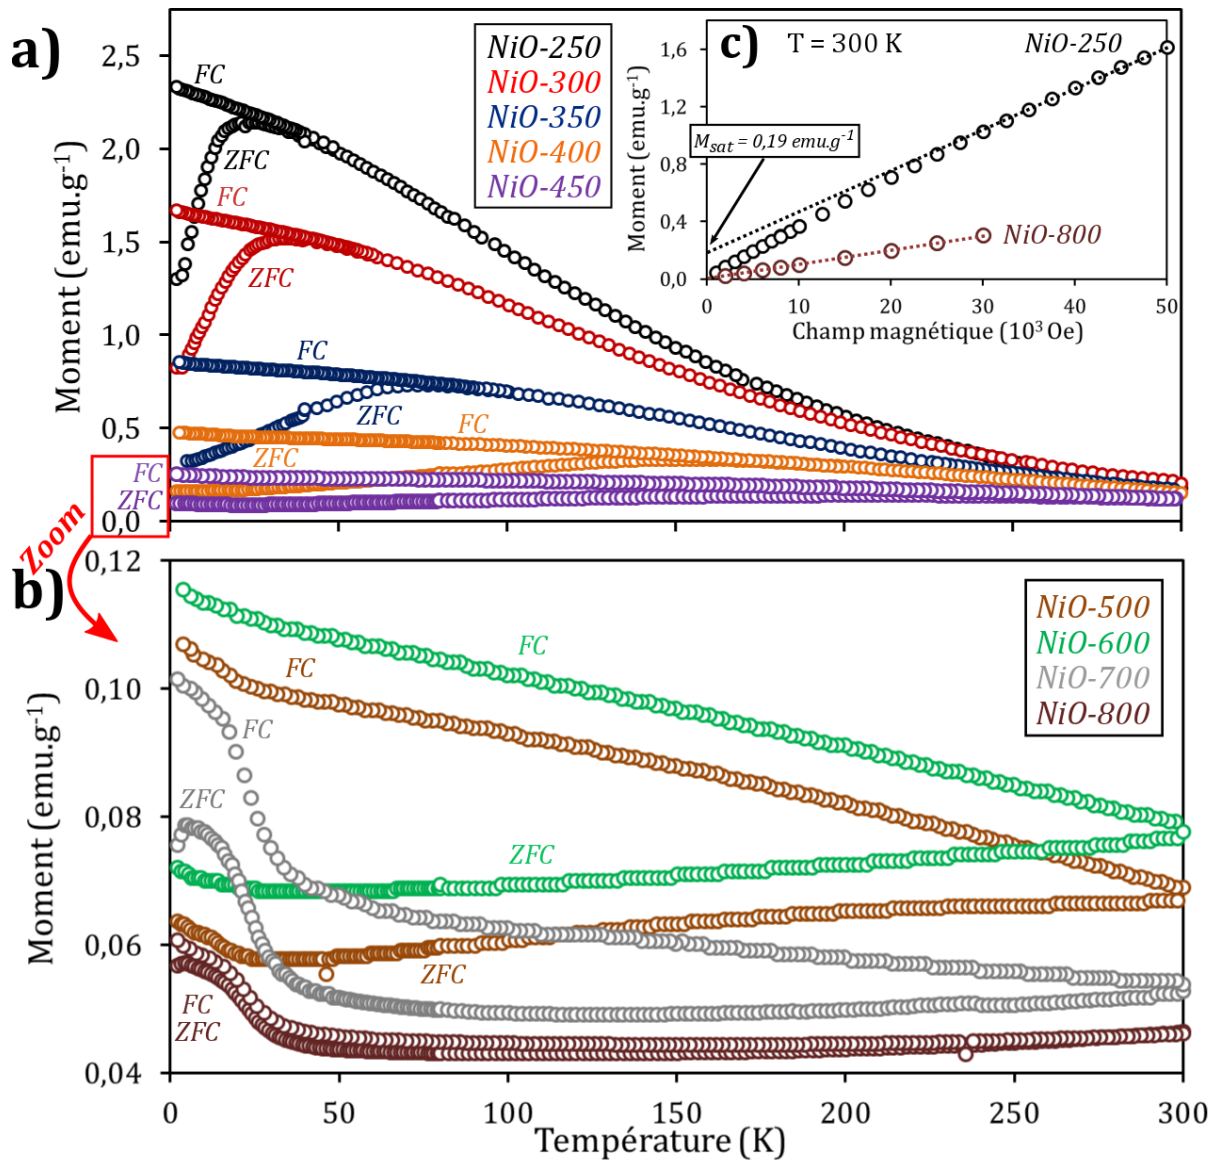 a)
Moment (emu.g-1)
2,5
2,0
1,5
1,0
0,5
0,0
FC
ZFC
FC
ZFC
FC
ZFC
FC
ZFC
FC
ZFC
NiO-250
NiO-300
NiO-350
NiO-400
NiO-450
c)
T = 300 K
NiO-250
Moment (emu.g-1)
1,6
1,2
0,8
0,4
0,0
Msat = 0,19 emu.g-1
NiO-800
0 10 20 30 40 50
Champ magnétique (103 Oe)
Zoom
b)
Moment (emu.g-1)
0,12
0,10
0,08
0,06
0,04
NiO-500
NiO-600
NiO-700
NiO-800
FC
FC
FC
ZFC
ZFC
ZFC
FC
ZFC
0 50 100 150 200 250 300
Température (K)